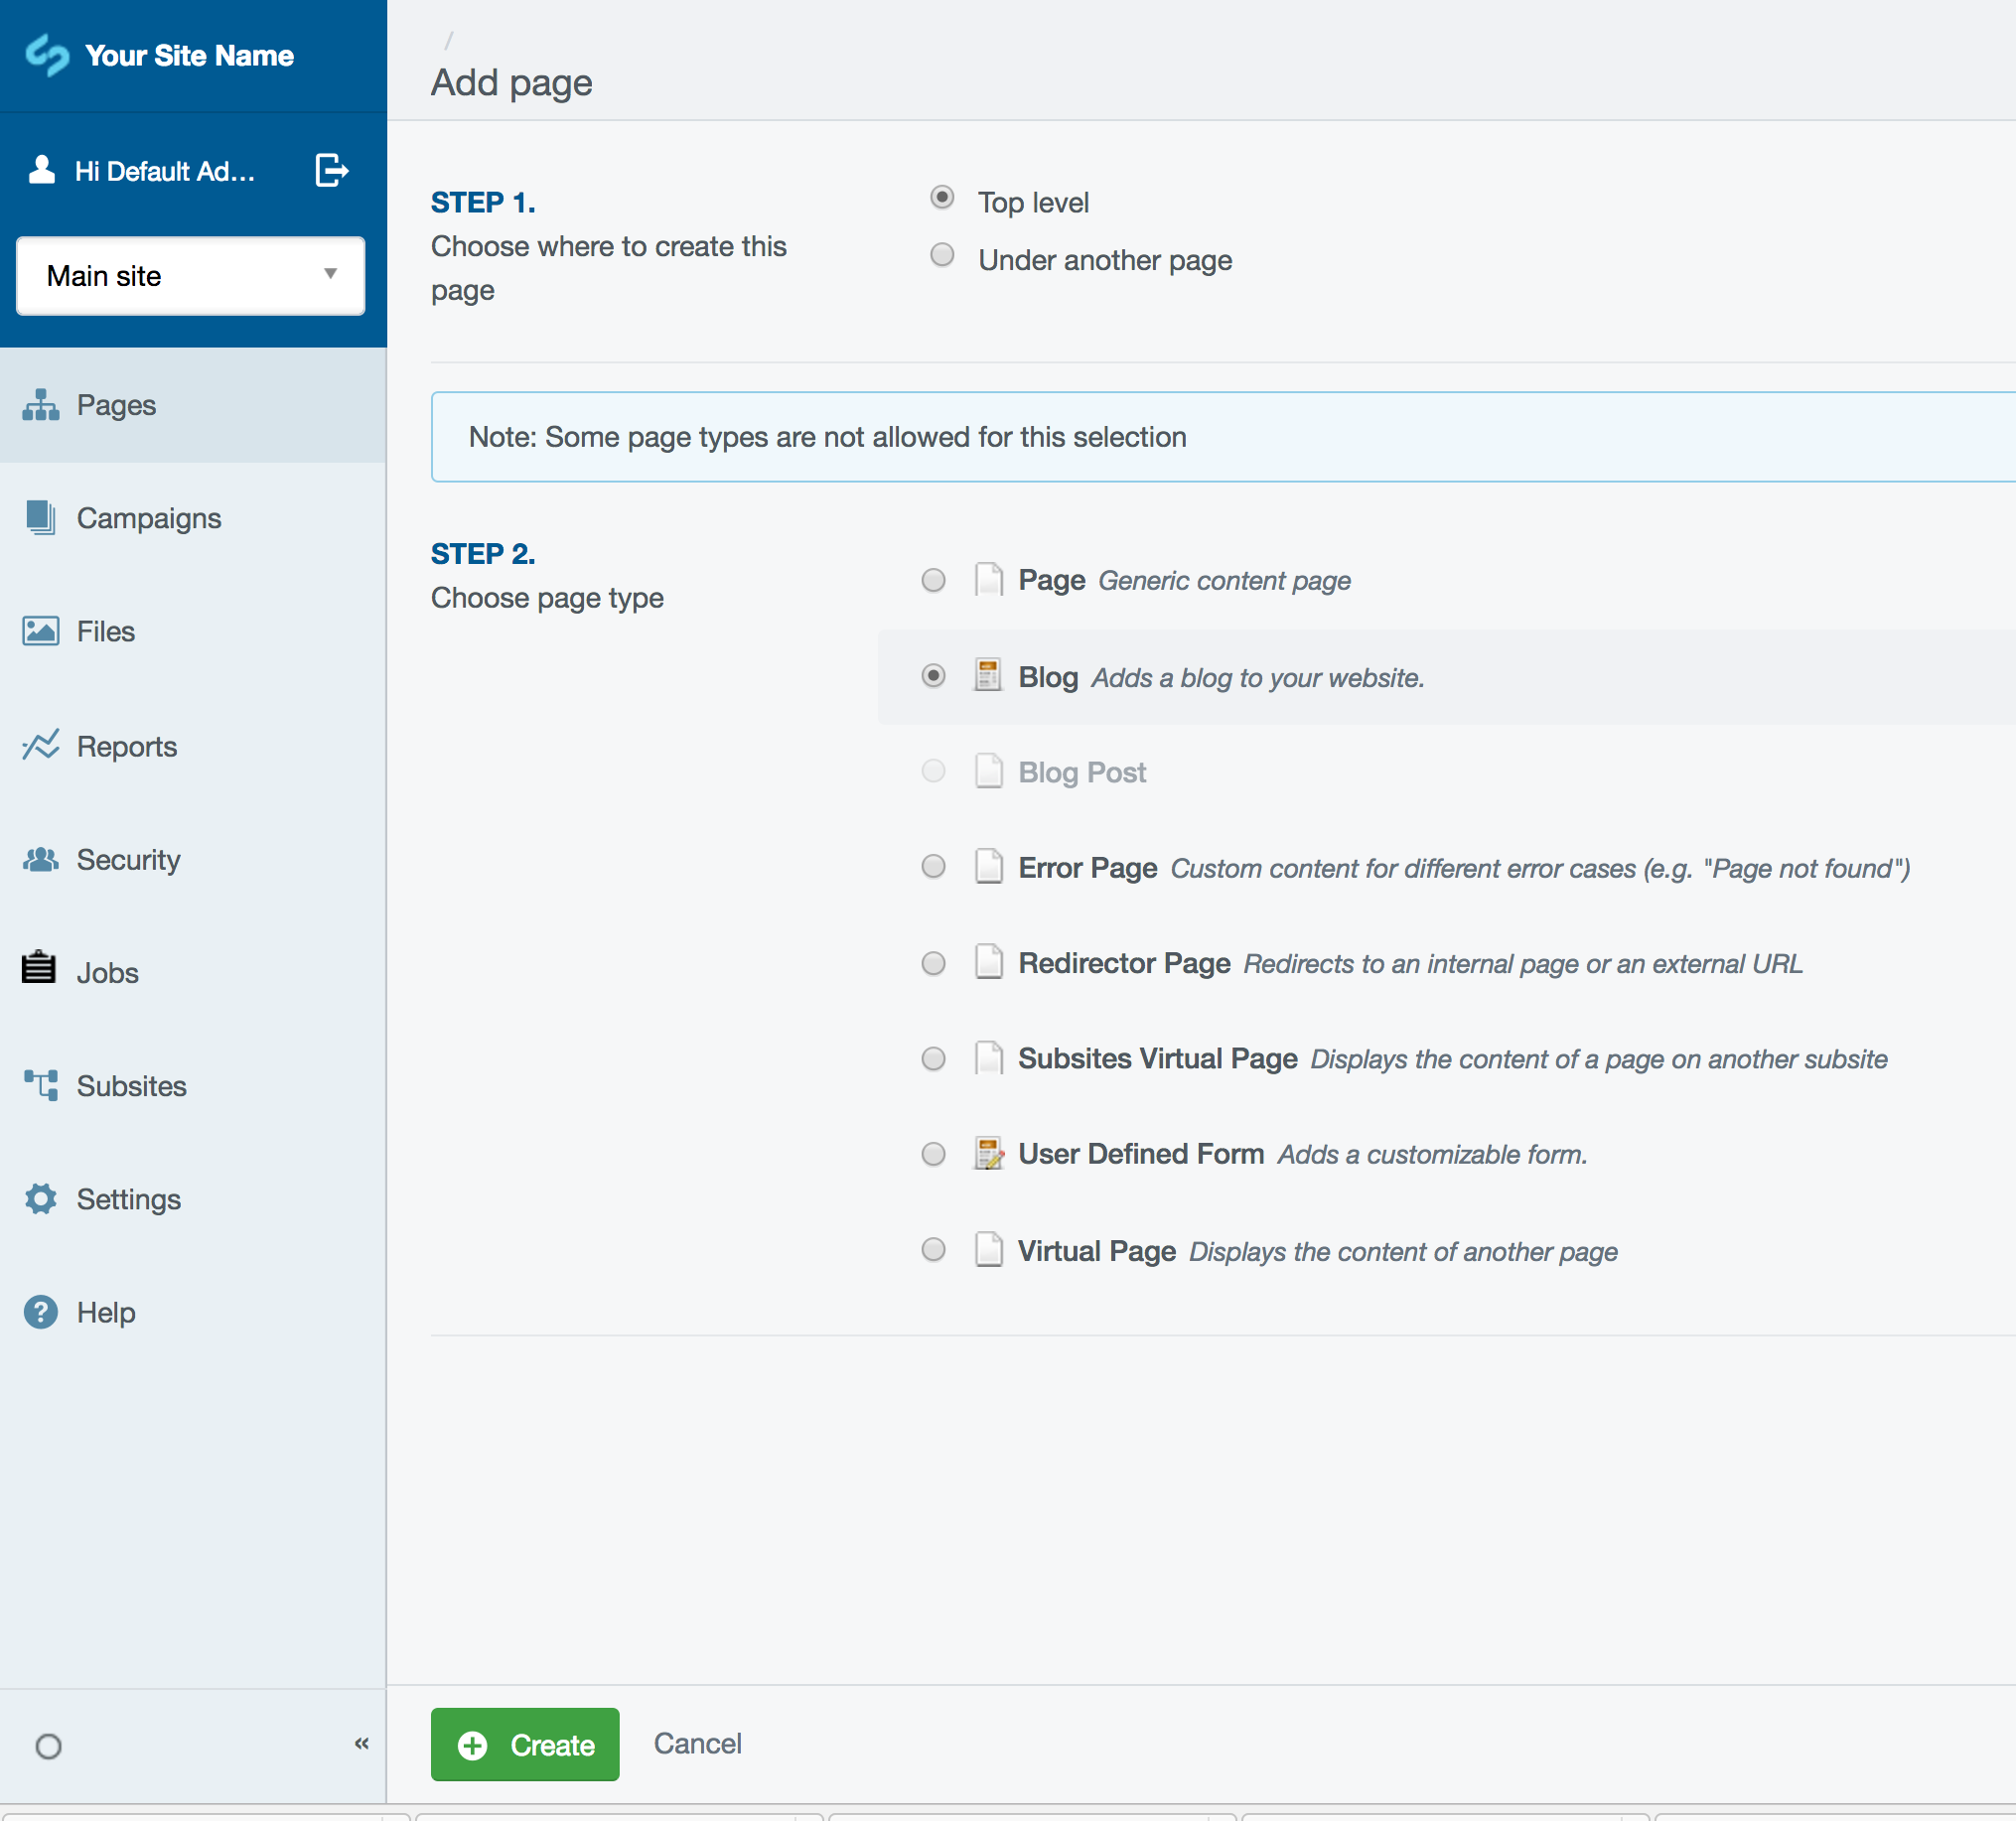 Your Site Name
Hi Default Ad...
Main site
Pages
Campaigns
Files
Reports
Security
Jobs
Subsites
Settings
Help
«
/
Add page
STEP 1.
Choose where to create this
page
Top level
Under another page
Note: Some page types are not allowed for this selection
STEP 2.
Choose page type
Page Generic content page
Blog Adds a blog to your website.
Blog Post
Error Page Custom content for different error cases (e.g. "Page not found")
Redirector Page Redirects to an internal page or an external URL
Subsites Virtual Page Displays the content of a page on another subsite
User Defined Form Adds a customizable form.
Virtual Page Displays the content of another page
Create
Cancel